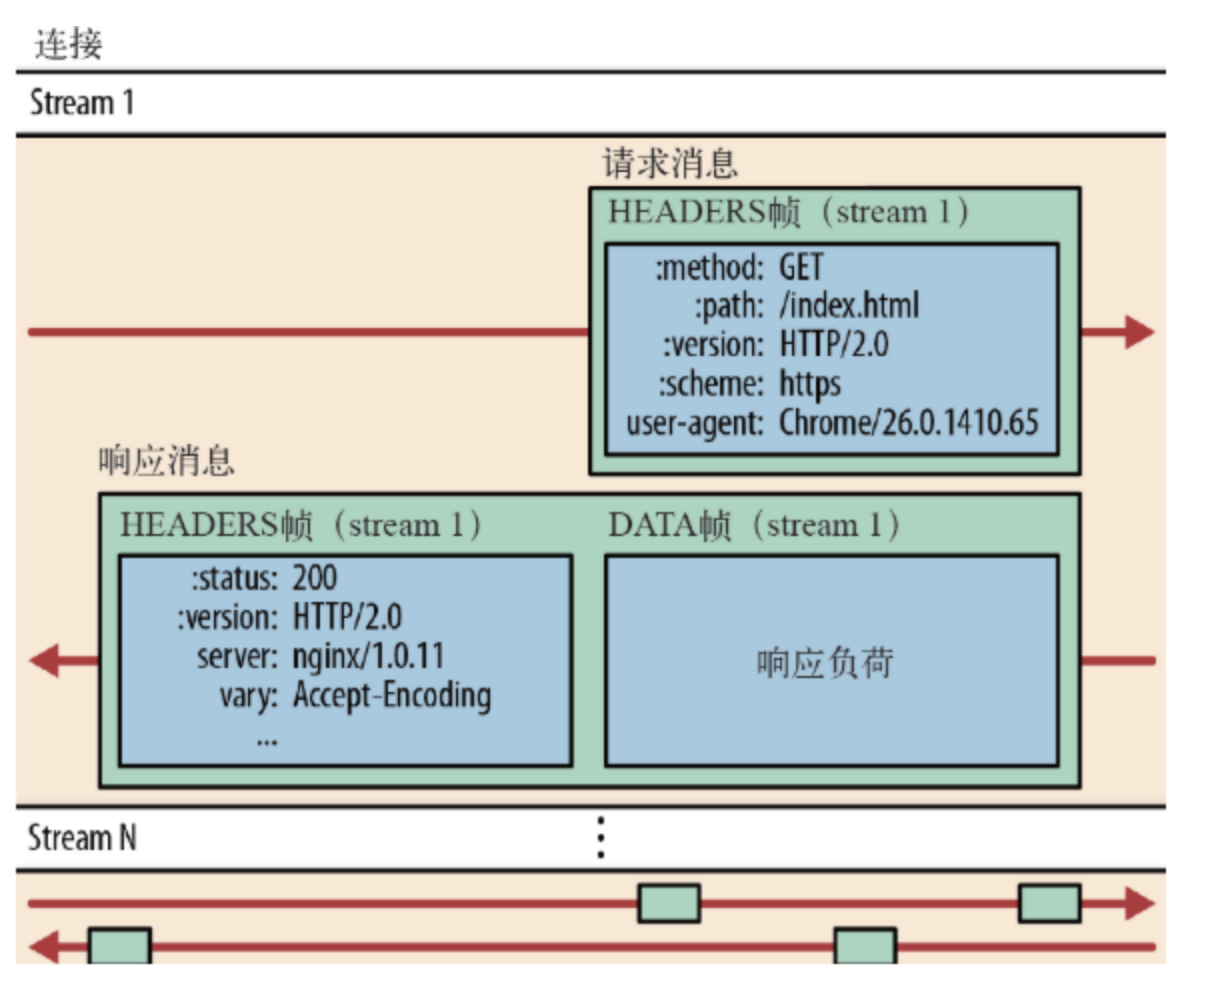 连接
Stream 1
请求消息
HEADERS帧（stream 1）
:method: GET
:path: /index.html
:version: HTTP/2.0
:scheme: https
user-agent: Chrome/26.0.1410.65
响应消息
HEADERS帧（stream 1）
:status: 200
:version: HTTP/2.0
server: nginx/1.0.11
vary: Accept-Encoding
...
DATA帧（stream 1）
响应负荷
Stream N